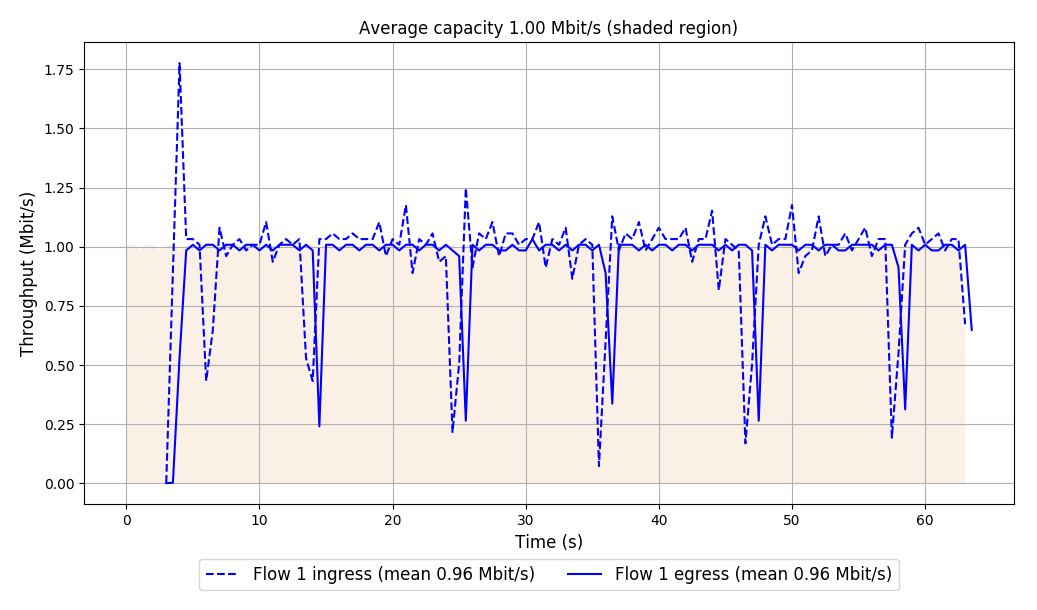 Average capacity 1.00 Mbit/s (shaded region)
1.75
1.50
1.25
1.00
0.75
0.50
0.25
0.00
Throughput (Mbit/s)
0 10 20 30 40 50 60
Time (s)
Flow 1 ingress (mean 0.96 Mbit/s) Flow 1 egress (mean 0.96 Mbit/s)